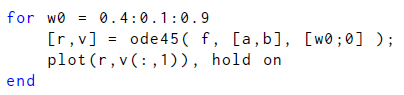 for w0 = 0.4:0.1:0.9
    [r,v] = ode45( f, [a,b], [w0;0] );
    plot(r,v(:,1)), hold on
end